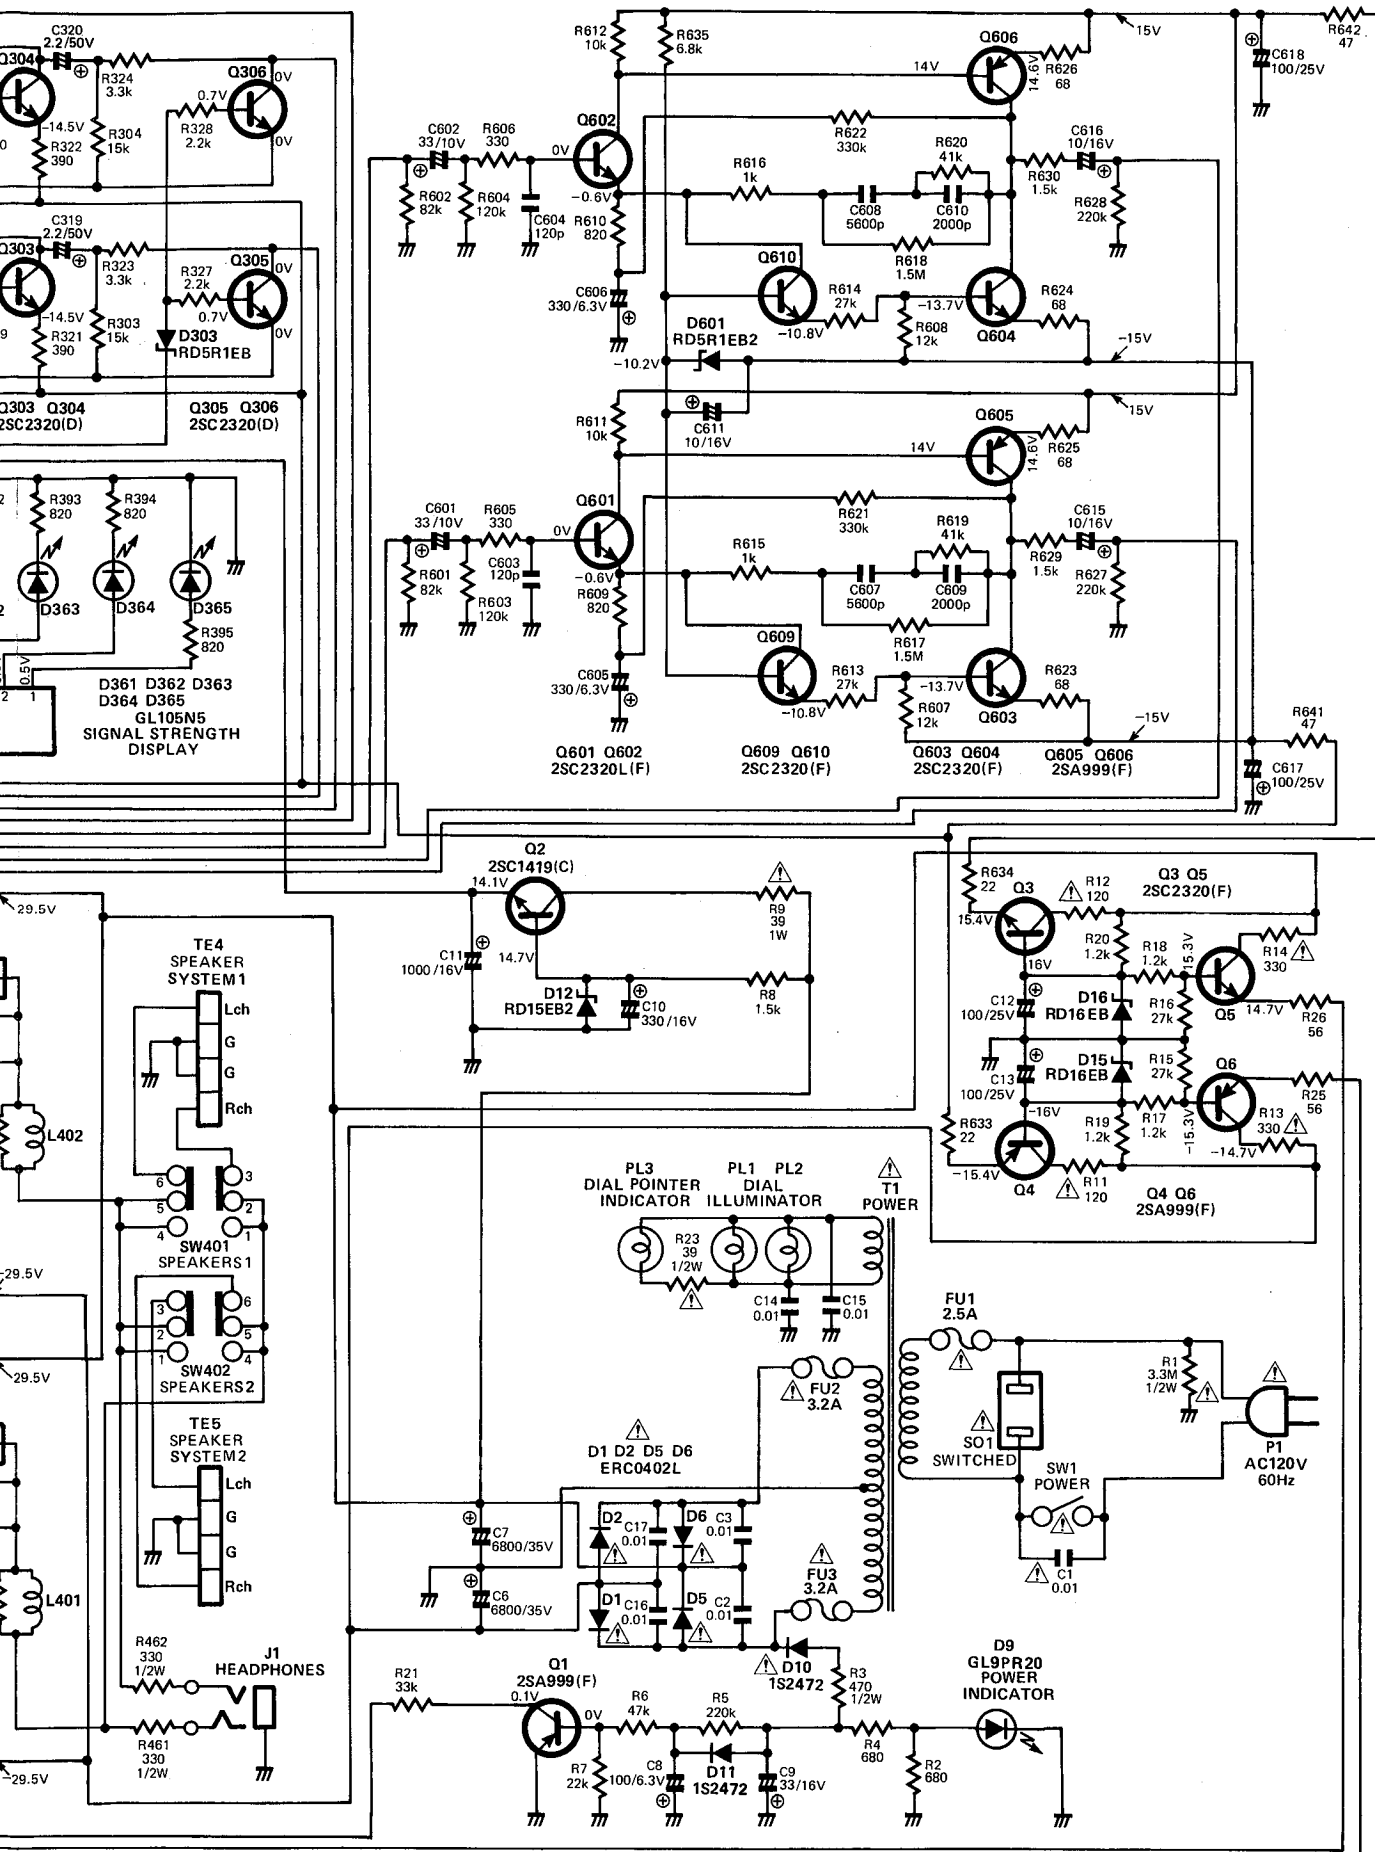 C320
2.2/50V
Q304
R324
3.3k
-14.5V
R322
390
R304
15k
0.7V
R328
2.2k
Q306
0V
0V
C319
2.2/50V
Q303
R323
3.3k
-14.5V
R321
390
R303
15k
R327
2.2k
0.7V
Q305
0V
0V
D303
RD5R1EB
Q303 Q304
2SC2320(D)
Q305 Q306
2SC2320(D)
R393
820
R394
820
D363
D364
D365
R395
820
0.5V
2
1
D361 D362 D363
D364 D365
GL105N5
SIGNAL STRENGTH
DISPLAY
R612
10k
R635
6.8k
Q606
14V
14.6V
R626
68
15V
R642
47
C618
100/25V
Q602
C602
33/10V
R606
330
0V
-0.6V
R602
82k
R604
120k
C604
120p
R610
820
R622
330k
R616
1k
R620
41k
C608
5600p
C610
2000p
R618
1.5M
R630
1.5k
C616
10/16V
R628
220k
Q610
R614
27k
-13.7V
R624
68
-10.8V
R608
12k
Q604
C606
330/6.3V
D601
RD5R1EB2
-10.2V
-15V
15V
R611
10k
C611
10/16V
Q605
14V
14.6V
R625
68
Q601
C601
33/10V
R605
330
0V
-0.6V
R601
82k
R603
120k
C603
120p
R609
820
R621
330k
R615
1k
R619
41k
C607
5600p
C609
2000p
R617
1.5M
R629
1.5k
C615
10/16V
R627
220k
Q609
R613
27k
-13.7V
R623
68
-10.8V
R607
12k
Q603
C605
330/6.3V
-15V
R641
47
C617
100/25V
Q601 Q602
2SC2320L(F)
Q609 Q610
2SC2320(F)
Q603 Q604
2SC2320(F)
Q605 Q606
2SA999(F)
Q2
2SC1419(C)
14.1V
14.7V
R9
39
1W
C11
1000/16V
D12
RD15EB2
C10
330/16V
R8
1.5k
R634
22
Q3
R12
120
Q3 Q5
2SC2320(F)
15.4V
16V
R20
1.2k
R18
1.2k
15.3V
R14
330
C12
100/25V
D16
RD16EB
R16
27k
14.7V
Q5
R26
56
C13
100/25V
D15
RD16EB
R15
27k
Q6
R25
56
-16V
R633
22
R19
1.2k
R17
1.2k
-15.3V
R13
330
-14.7V
-15.4V
Q4
R11
120
Q4 Q6
2SA999(F)
29.5V
TE4
SPEAKER
SYSTEM1
Lch
G
G
Rch
L402
6
3
5
2
4
1
SW401
SPEAKERS1
-29.5V
3
6
2
5
1
4
SW402
SPEAKERS2
29.5V
TE5
SPEAKER
SYSTEM2
Lch
G
G
Rch
L401
R462
330
1/2W
J1
HEADPHONES
R461
330
1/2W
-29.5V
PL3
DIAL POINTER
INDICATOR
PL1 PL2
DIAL
ILLUMINATOR
T1
POWER
R23
39
1/2W
C14
0.01
C15
0.01
FU1
2.5A
FU2
3.2A
R1
3.3M
1/2W
SO1
SWITCHED
P1
AC120V
60Hz
SW1
POWER
C1
0.01
D1 D2 D5 D6
ERC0402L
C7
6800/35V
C6
6800/35V
D2
C17
0.01
D6
C3
0.01
D1
C16
0.01
D5
C2
0.01
FU3
3.2A
D10
1S2472
R3
470
1/2W
D9
GL9PR20
POWER
INDICATOR
R21
33k
Q1
2SA999(F)
0.1V
0V
R6
47k
R5
220k
R4
680
R7
22k
C8
100/6.3V
D11
1S2472
C9
33/16V
R2
680